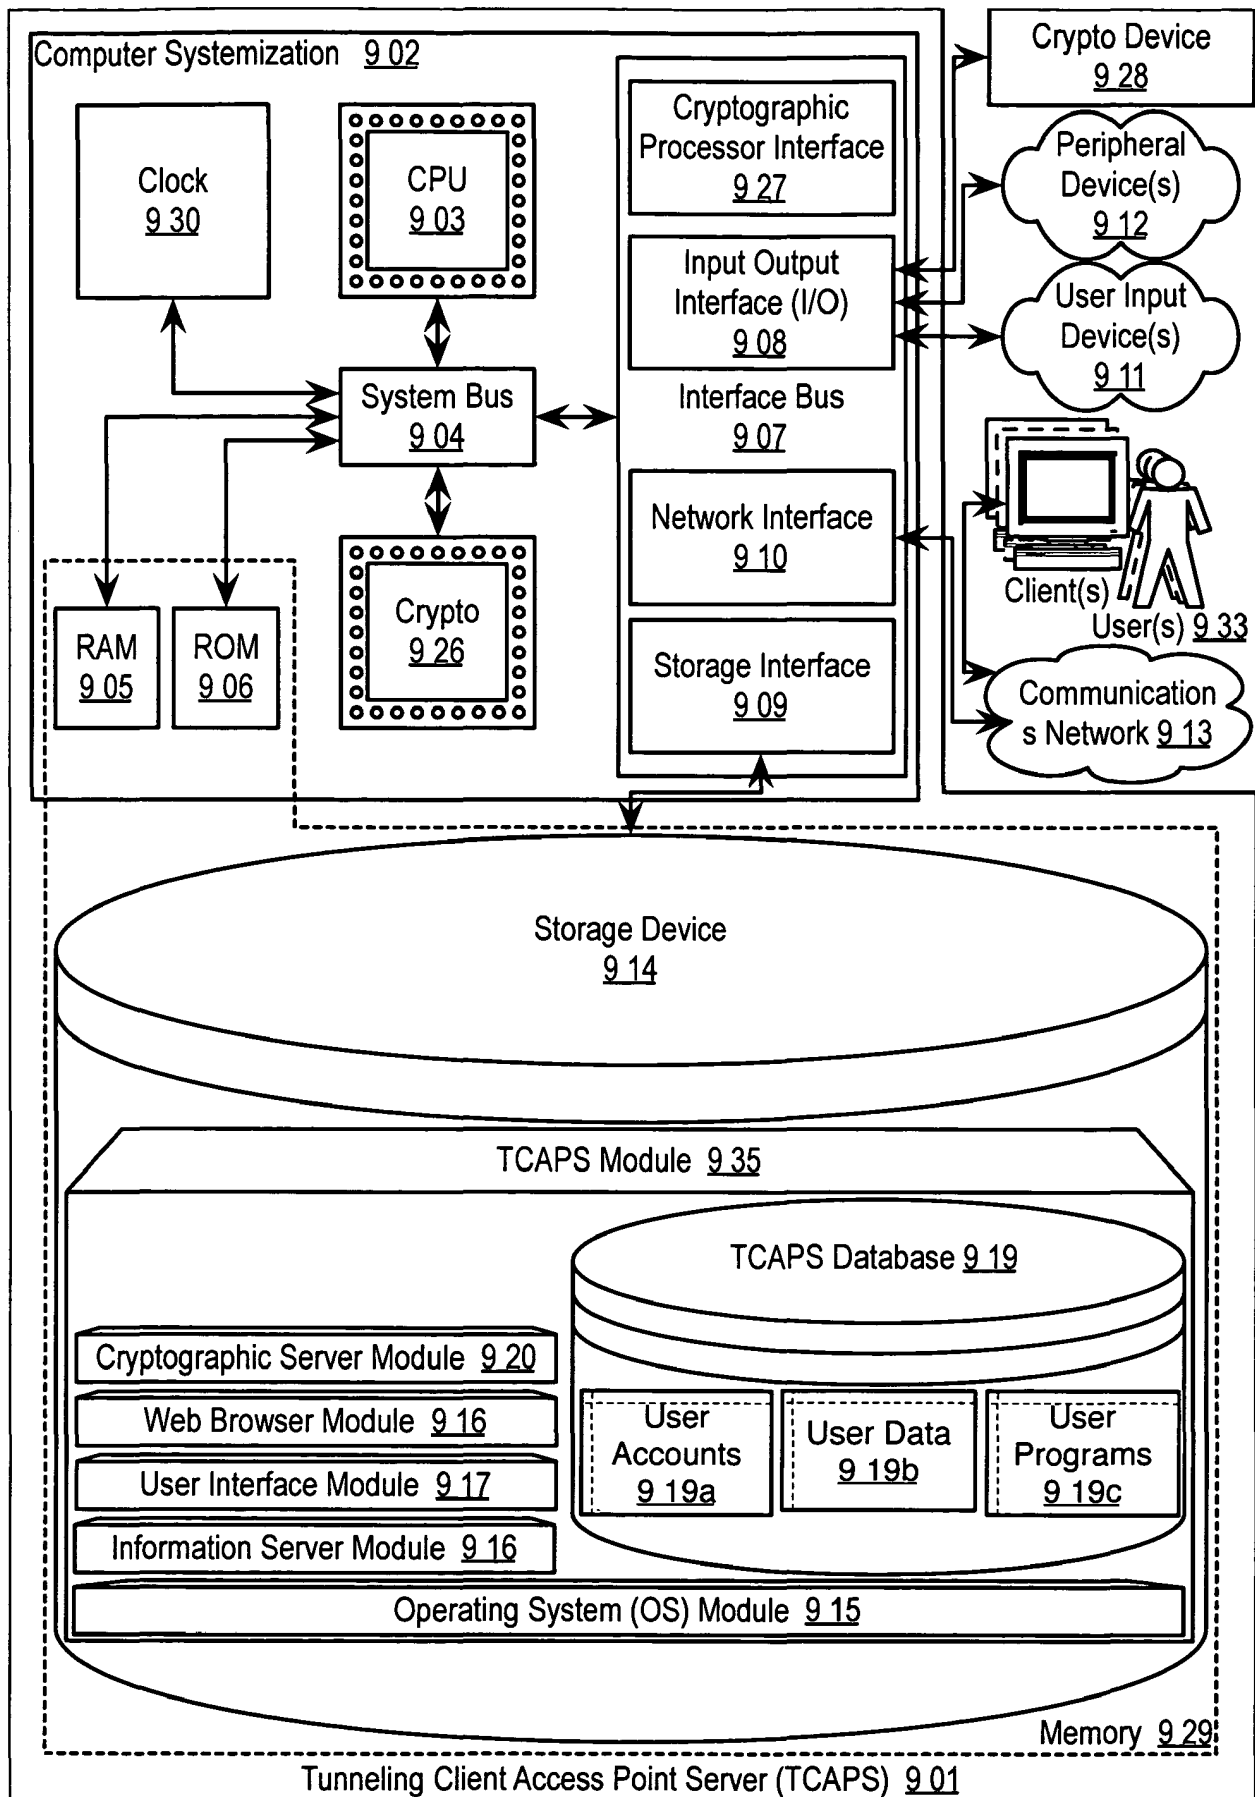 Computer Systemization 9 02
Clock
9 30
CPU
9 03
System Bus
9 04
Crypto
9 26
RAM
9 05
ROM
9 06
Cryptographic
Processor Interface
9 27
Input Output
Interface (I/O)
9 08
Interface Bus
9 07
Network Interface
9 10
Storage Interface
9 09
Crypto Device
9 28
Peripheral
Device(s)
9 12
User Input
Device(s)
9 11
Client(s)
User(s) 9 33
Communication
s Network 9 13
Storage Device
9 14
TCAPS Module 9 35
TCAPS Database 9 19
Cryptographic Server Module 9 20
Web Browser Module 9 16
User Interface Module 9 17
Information Server Module 9 16
User
Accounts
9 19a
User Data
9 19b
User
Programs
9 19c
Operating System (OS) Module 9 15
Memory 9 29
Tunneling Client Access Point Server (TCAPS) 9 01